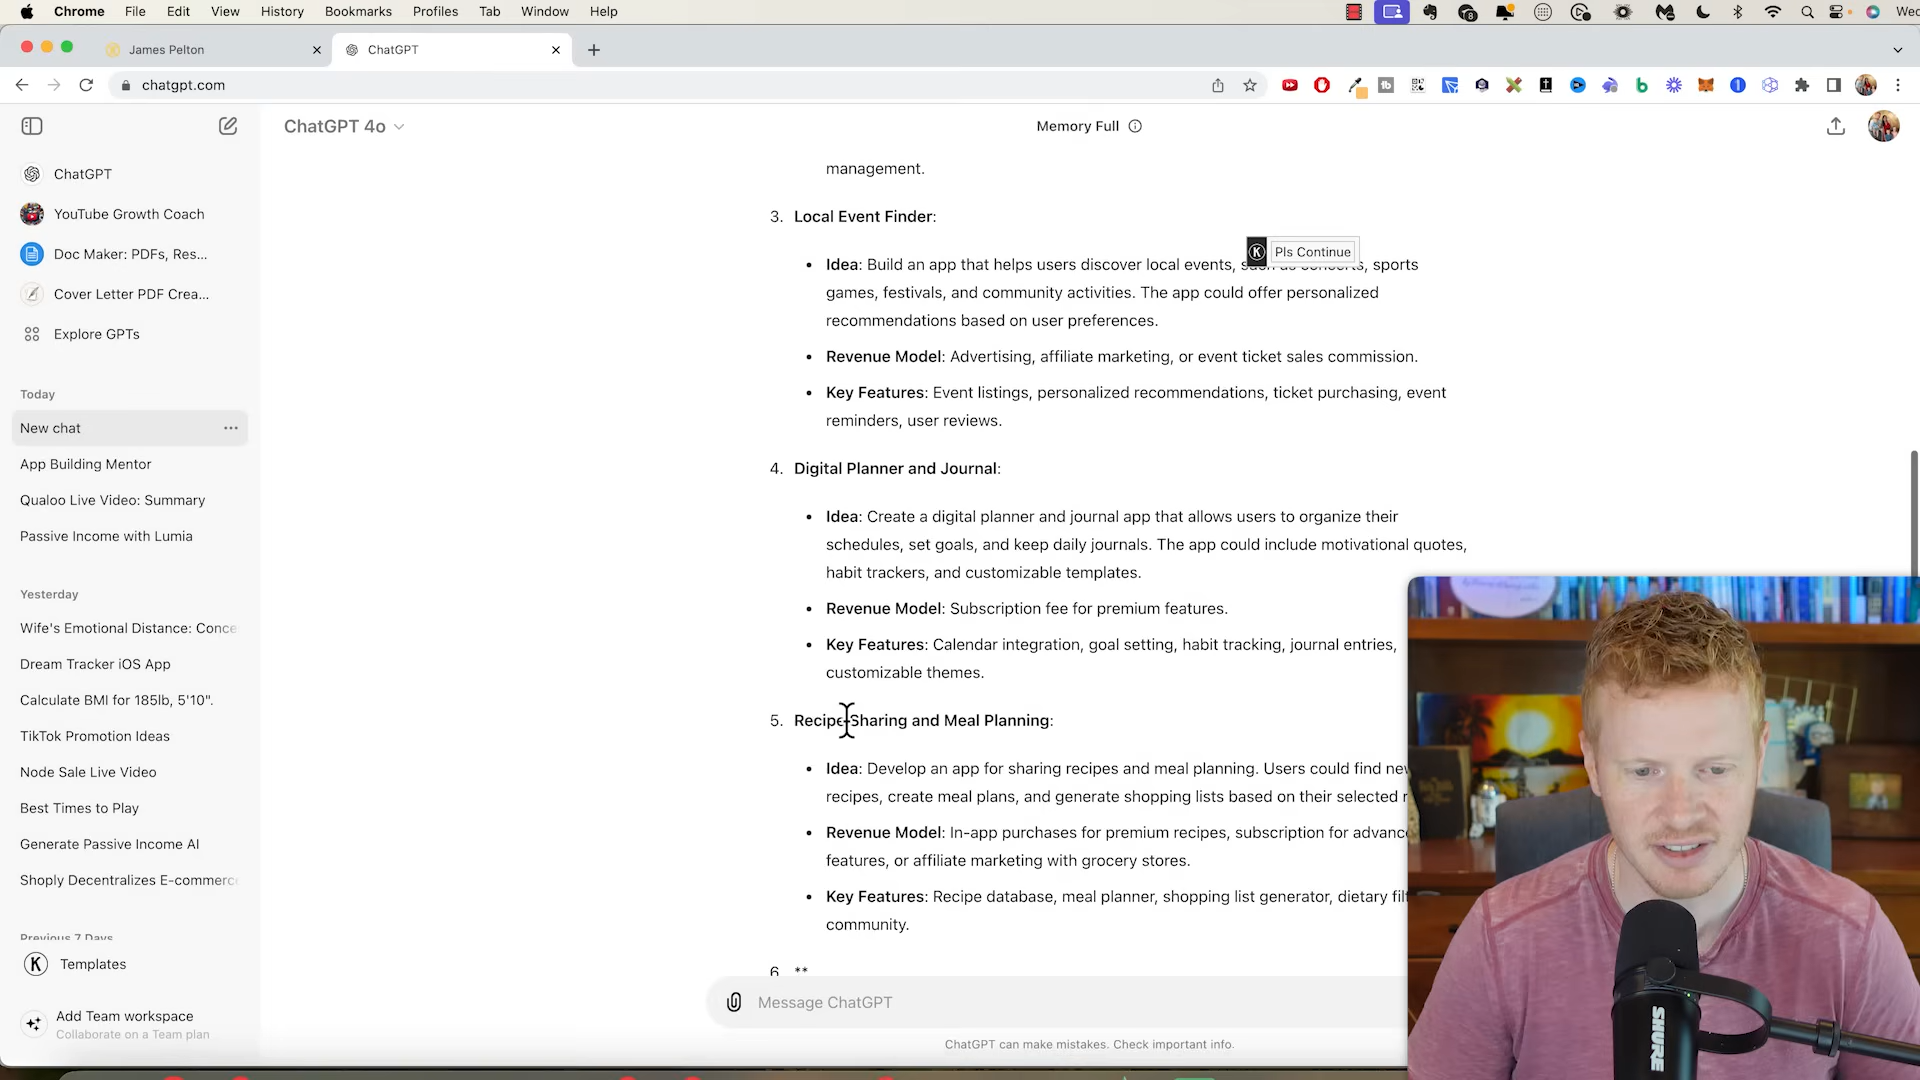 Chrome File Edit View History Bookmarks Profiles Tab Window Help
Wed
James Pelton
ChatGPT
chatgpt.com
ChatGPT 4o
Memory Full
ChatGPT
YouTube Growth Coach
Doc Maker: PDFs, Res...
Cover Letter PDF Crea...
Explore GPTs
Today
New chat
App Building Mentor
Qualoo Live Video: Summary
Passive Income with Lumia
Yesterday
Wife's Emotional Distance: Conce
Dream Tracker iOS App
Calculate BMI for 185lb, 5'10".
TikTok Promotion Ideas
Node Sale Live Video
Best Times to Play
Generate Passive Income AI
Shoply Decentralizes E-commerc
Previous 7 Days
K Templates
Add Team workspace
Collaborate on a Team plan
management.
3. Local Event Finder:
K Pls Continue
• Idea: Build an app that helps users discover local events, such as concerts, sports
games, festivals, and community activities. The app could offer personalized
recommendations based on user preferences.
• Revenue Model: Advertising, affiliate marketing, or event ticket sales commission.
• Key Features: Event listings, personalized recommendations, ticket purchasing, event
reminders, user reviews.
4. Digital Planner and Journal:
• Idea: Create a digital planner and journal app that allows users to organize their
schedules, set goals, and keep daily journals. The app could include motivational quotes,
habit trackers, and customizable templates.
• Revenue Model: Subscription fee for premium features.
• Key Features: Calendar integration, goal setting, habit tracking, journal entries,
customizable themes.
5. Recipe Sharing and Meal Planning:
• Idea: Develop an app for sharing recipes and meal planning. Users could find new
recipes, create meal plans, and generate shopping lists based on their selected
• Revenue Model: In-app purchases for premium recipes, subscription for advance
features, or affiliate marketing with grocery stores.
• Key Features: Recipe database, meal planner, shopping list generator, dietary
community.
6. **
Message ChatGPT
ChatGPT can make mistakes. Check important info.
SHURE